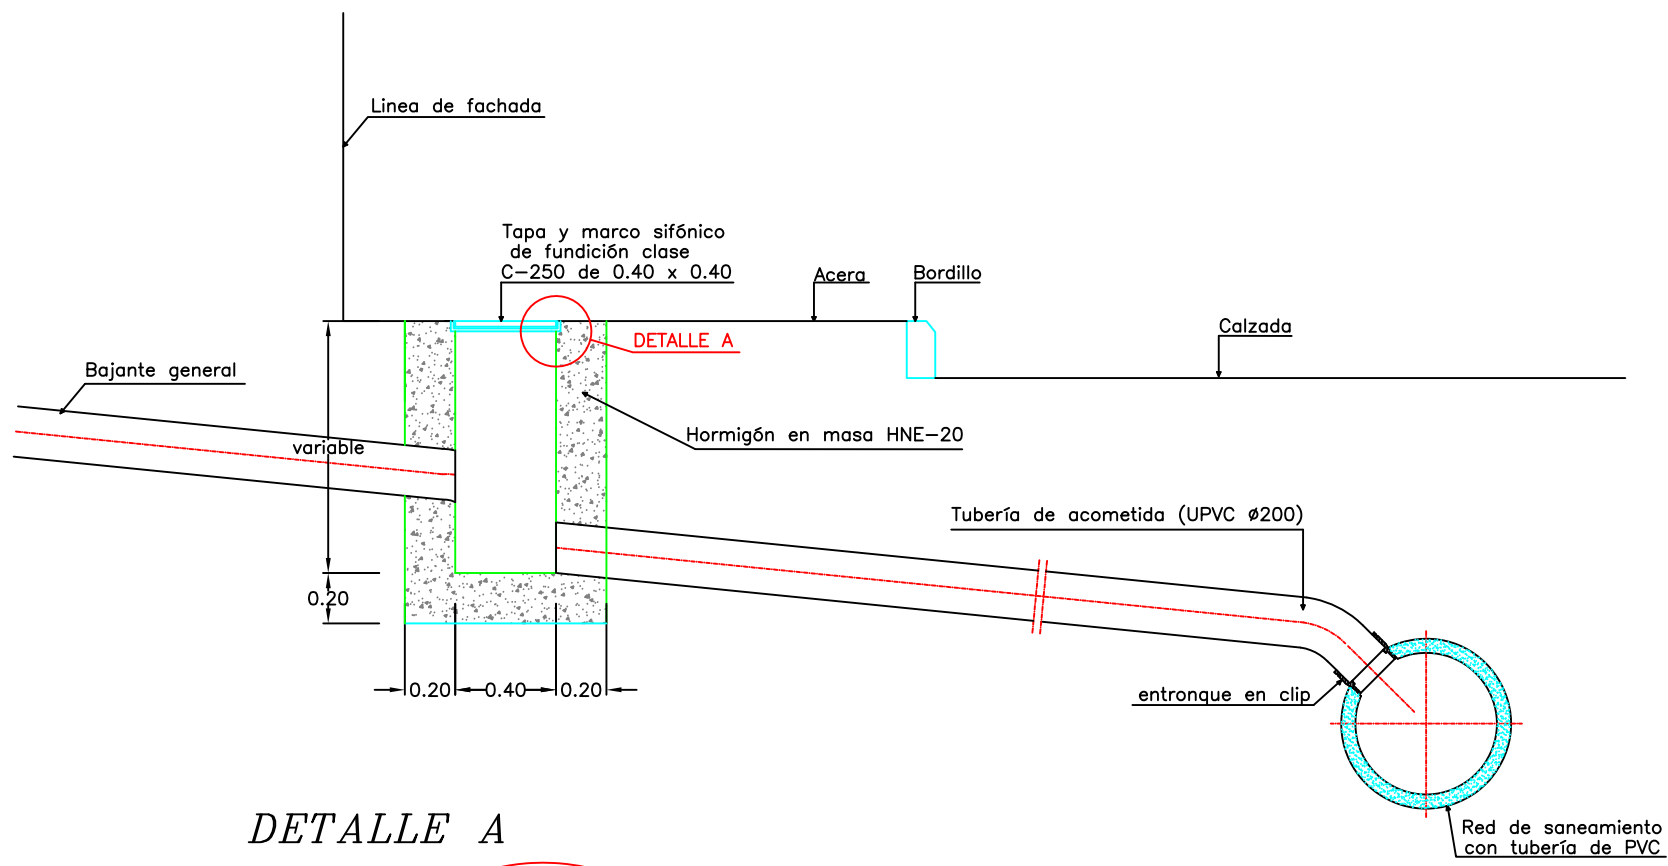 Linea de fachada
Tapa y marco sifónico
de fundición clase
C-250 de 0.40 x 0.40
Acera
Bordillo
Calzada
DETALLE A
Bajante general
variable
Hormigón en masa HNE-20
Tubería de acometida (UPVC ø200)
0.20
0.20
0.40
0.20
entronque en clip
Red de saneamiento
con tubería de PVC
DETALLE A